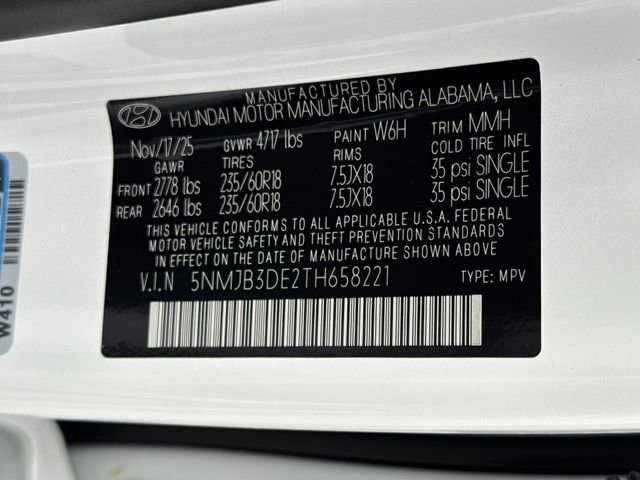 MANUFACTURED BY
HYUNDAI MOTOR MANUFACTURING ALABAMA, LLC
Nov/17/25 GVWR 4717 lbs PAINT W6H TRIM MMH
GAWR TIRES RIMS COLD TIRE INFL
FRONT 2778 lbs 235/60R18 7.5JX18 35 psi SINGLE
REAR 2646 lbs 235/60R18 7.5JX18 35 psi SINGLE
THIS VEHICLE CONFORMS TO ALL APPLICABLE U.S.A. FEDERAL
MOTOR VEHICLE SAFETY AND THEFT PREVENTION STANDARDS
IN EFFECT ON THE DATE OF MANUFACTURE SHOWN ABOVE.
V.I.N 5NMJB3DE2TH658221 TYPE: MPV
W410